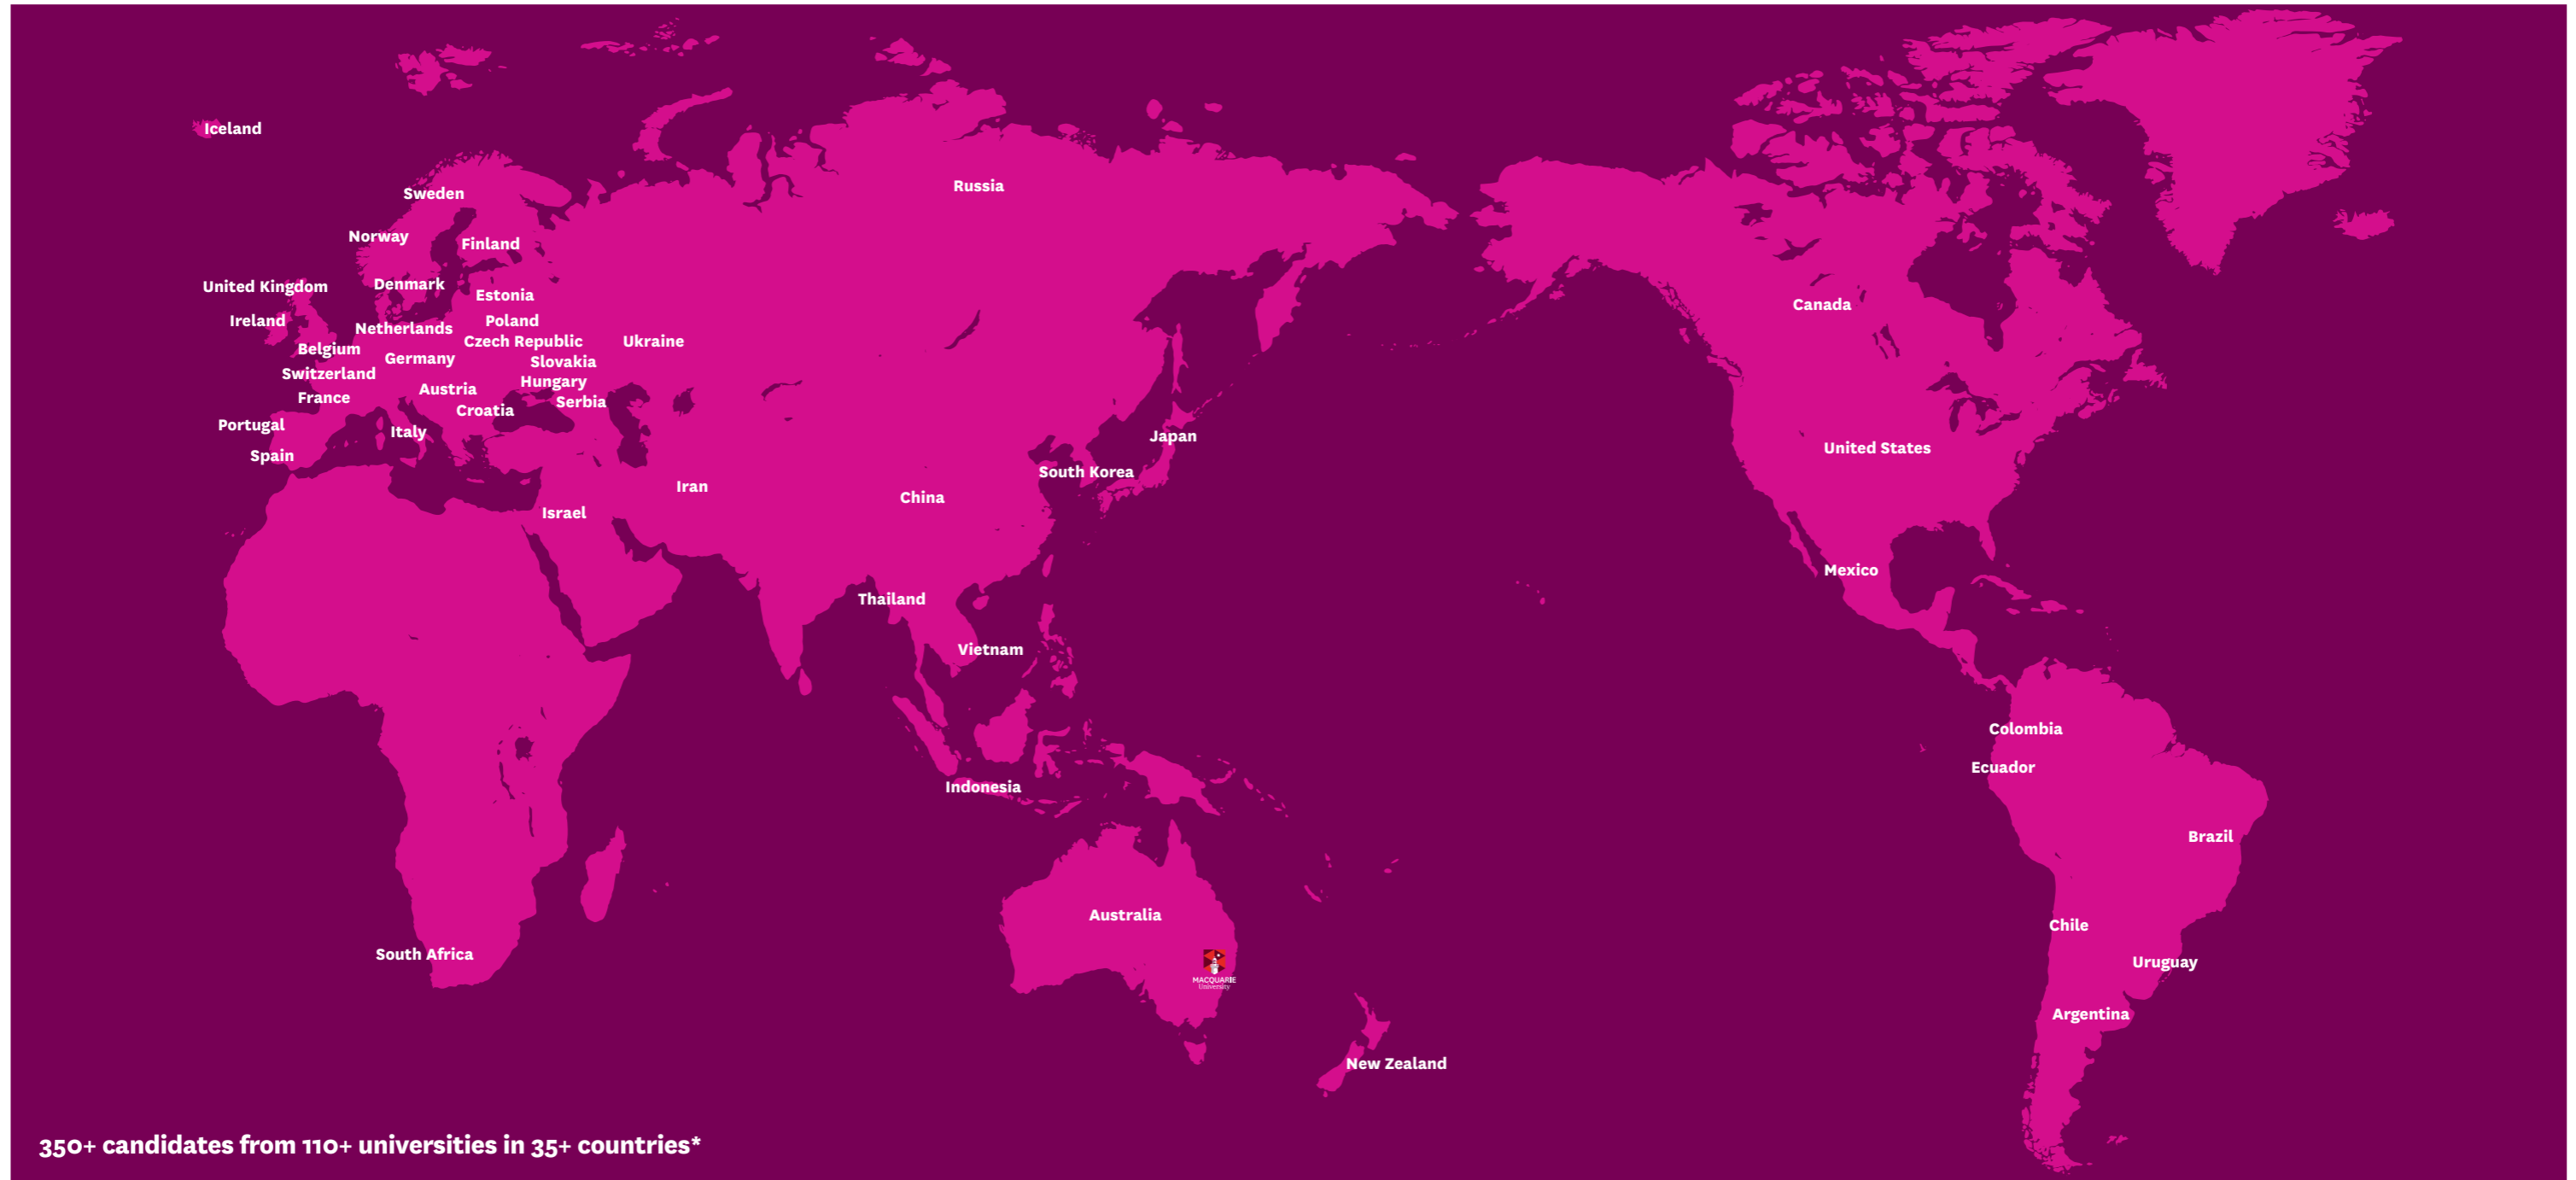 Iceland
Russia
Sweden
Norway
Finland
United Kingdom
Denmark
Estonia
Canada
Ireland
Poland
Netherlands
Czech Republic
Ukraine
Belgium
Germany
Slovakia
Switzerland
Hungary
Austria
France
Serbia
Croatia
Portugal
Italy
Japan
United States
Spain
South Korea
Iran
China
Israel
Mexico
Thailand
Vietnam
Colombia
Ecuador
Indonesia
Brazil
Australia
Chile
South Africa
Uruguay
MACQUARIE
University
Argentina
New Zealand
350+ candidates from 110+ universities in 35+ countries*